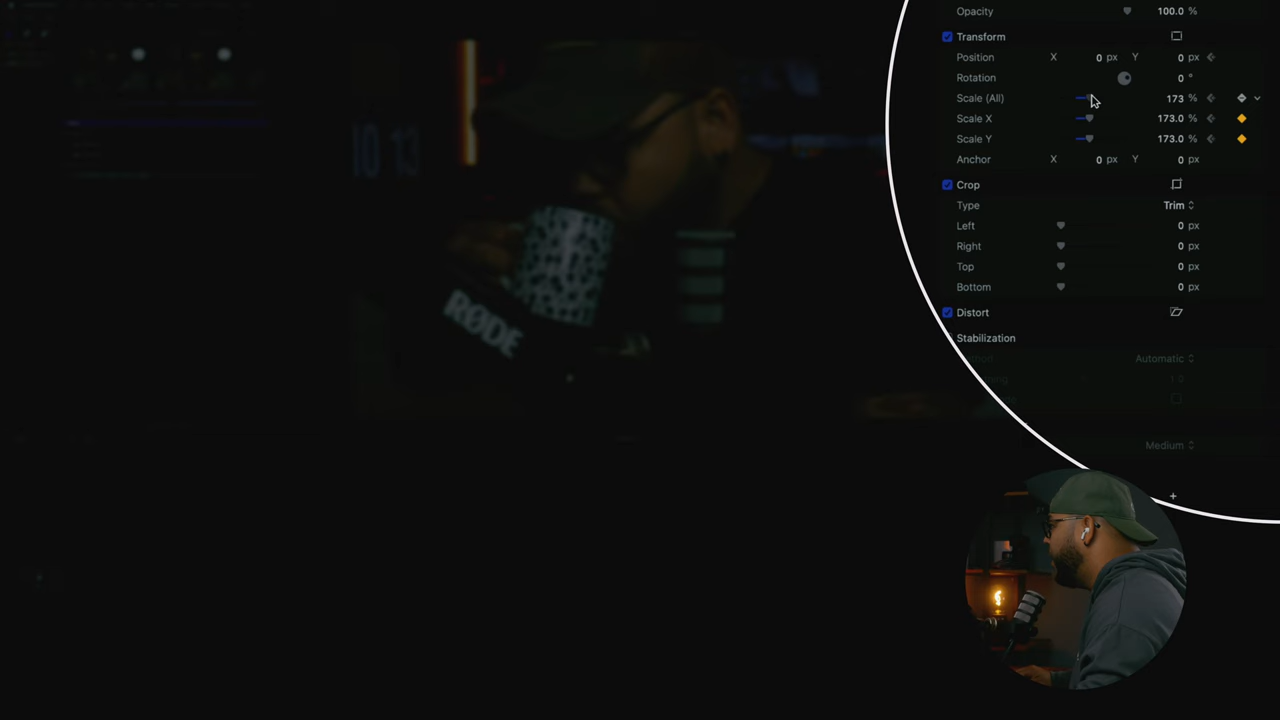 Opacity 100.0 %
Transform
Position X 0 px Y 0 px
Rotation 0 °
Scale (All) 173 %
Scale X 173.0 %
Scale Y 173.0 %
Anchor X 0 px Y 0 px
Crop
Type Trim
Left 0 px
Right 0 px
Top 0 px
Bottom 0 px
Distort
Stabilization
Automatic
Medium
10 13
RØDE